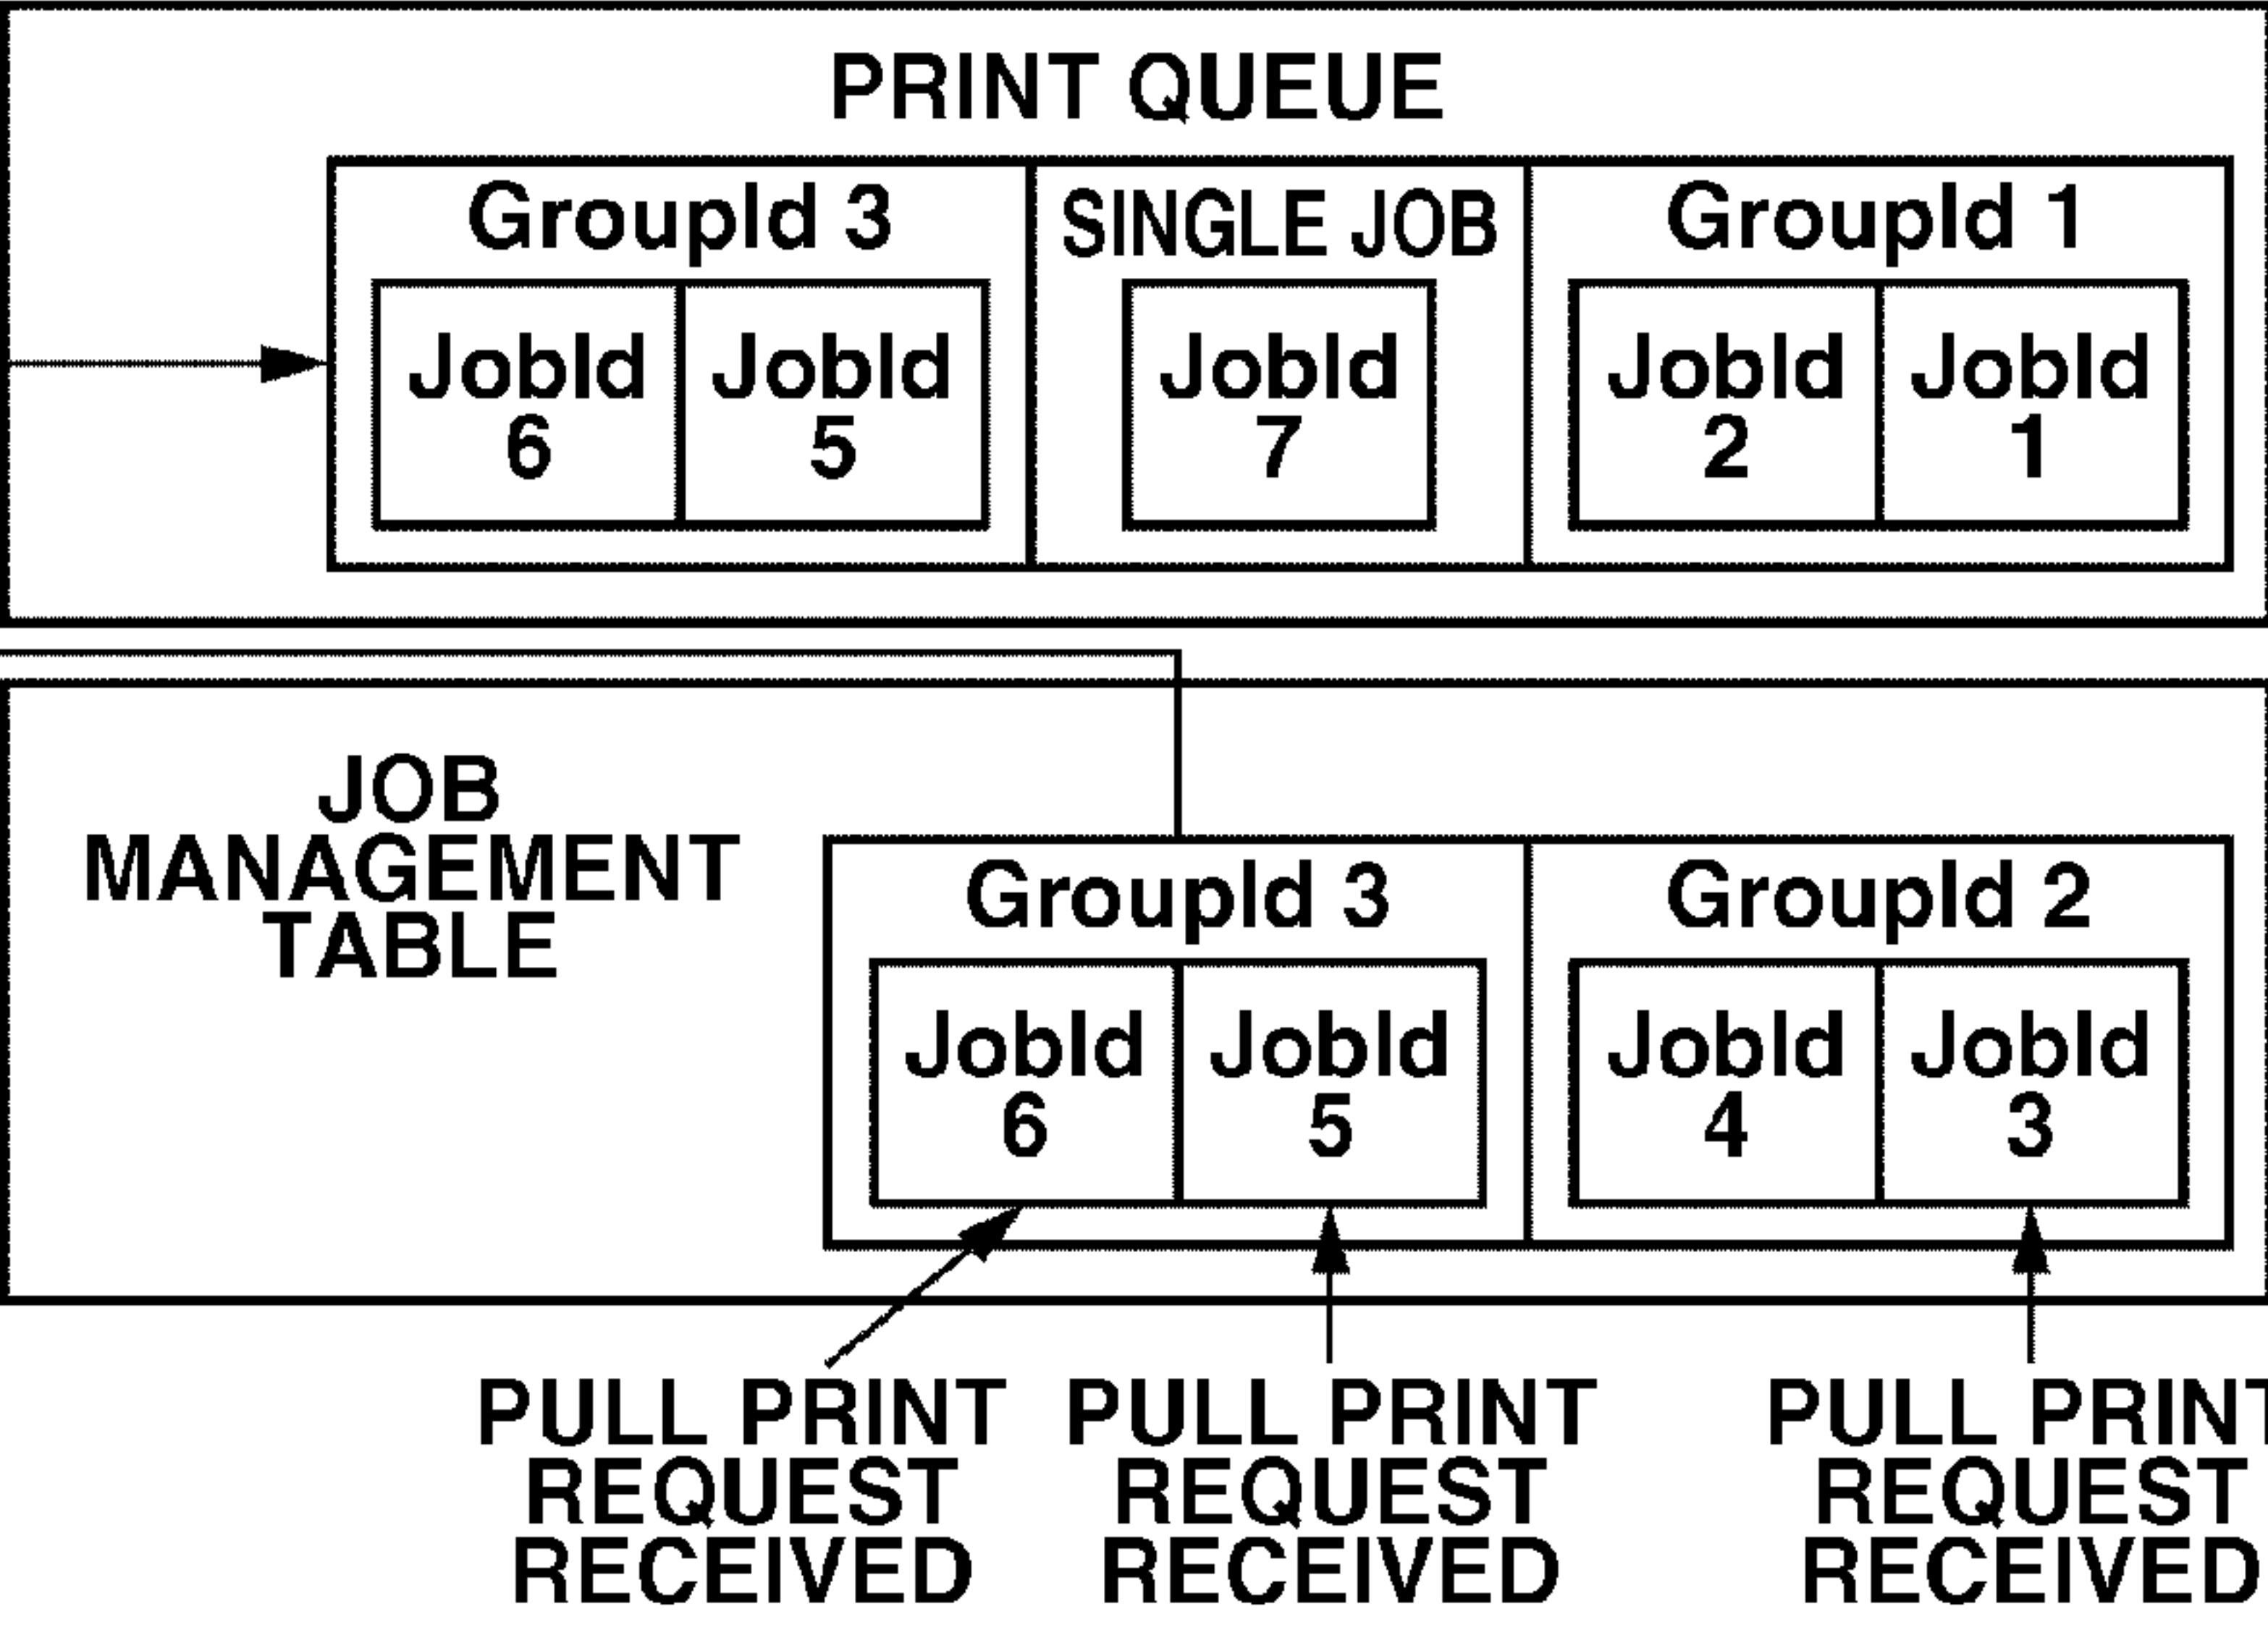 PRINT QUEUE
GroupId 3
SINGLE JOB
GroupId 1
JobId
6
JobId
5
JobId
7
JobId
2
JobId
1
JOB
MANAGEMENT
TABLE
GroupId 3
GroupId 2
JobId
6
JobId
5
JobId
4
JobId
3
PULL PRINT
REQUEST
RECEIVED
PULL PRINT
REQUEST
RECEIVED
PULL PRINT
REQUEST
RECEIVED